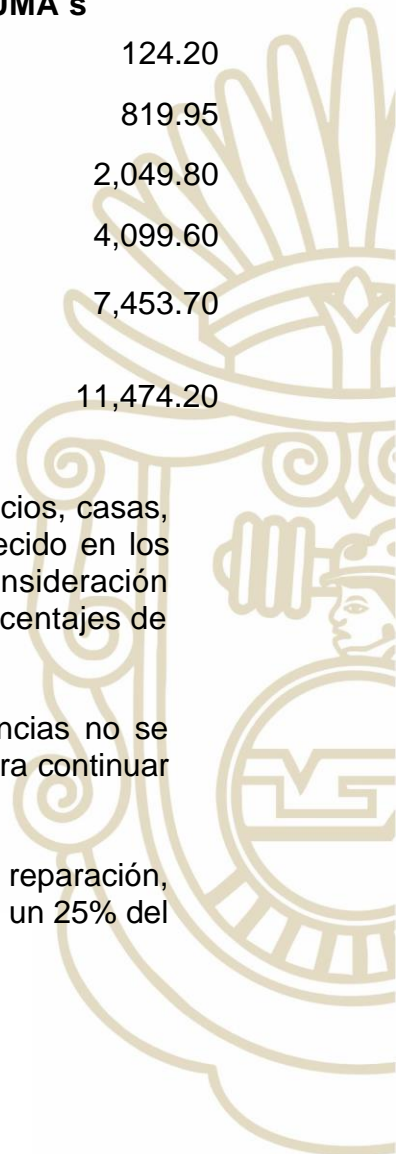 UMA's
124.20
819.95
2,049.80
4,099.60
7,453.70
11,474.20
cios, casas,
ecido en los
onsideración
centajes de
ncias no se
ra continuar
reparación,
un 25% del